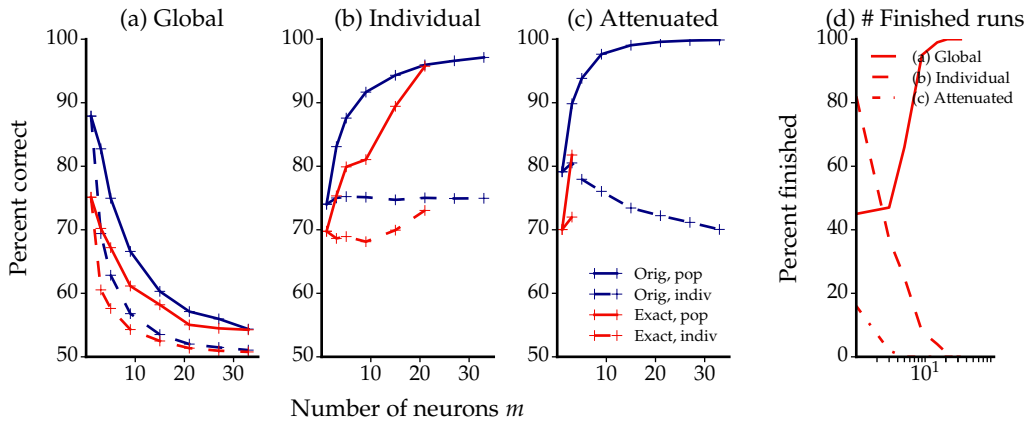 (a) Global
(b) Individual
(c) Attenuated
(d) # Finished runs
Percent correct
100
90
80
70
60
50
10
20
30
100
90
80
70
60
50
10
20
30
100
90
80
70
60
50
10
20
30
Orig, pop
Orig, indiv
Exact, pop
Exact, indiv
Number of neurons m
Percent finished
100
80
60
40
20
0
10¹
(a) Global
(b) Individual
(c) Attenuated